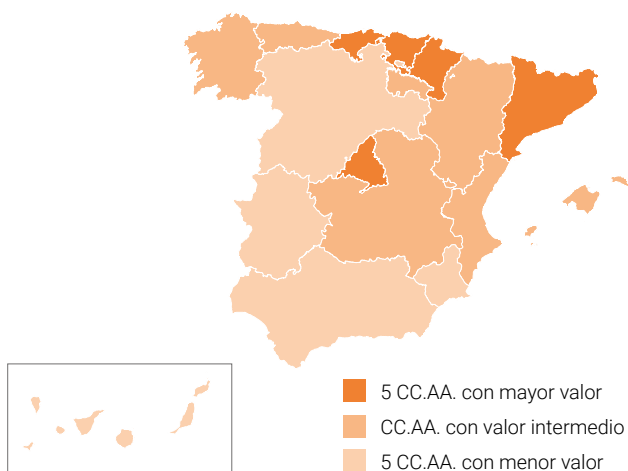 5 CC.AA. con mayor valor
CC.AA. con valor intermedio
5 CC.AA. con menor valor